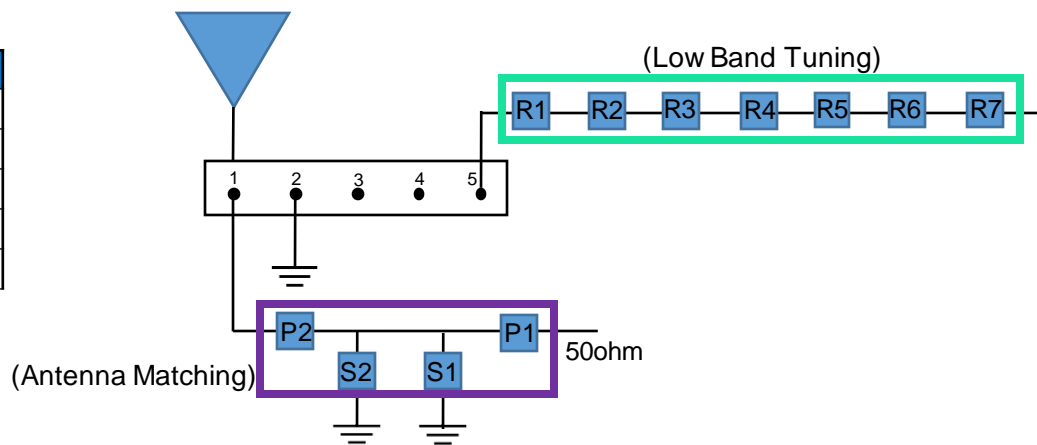 (Low Band Tuning)
R1 R2 R3 R4 R5 R6 R7
1 2 3 4 5
P2 P1
50ohm
S2 S1
(Antenna Matching)